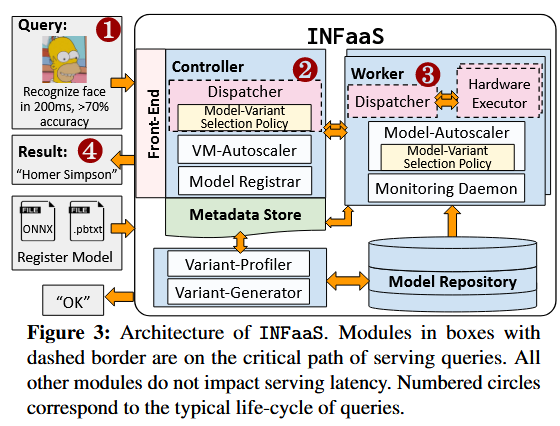 Query:
1
Recognize face
in 200ms, >70%
accuracy
Result:
4
"Homer Simpson"
FILE
ONNX
FILE
.pbtxt
Register Model
"OK"
INFaaS
Front-End
Controller
2
Dispatcher
Model-Variant
Selection Policy
VM-Autoscaler
Model Registrar
Metadata Store
Variant-Profiler
Variant-Generator
Worker
3
Dispatcher
Hardware
Executor
Model-Autoscaler
Model-Variant
Selection Policy
Monitoring Daemon
Model Repository
Figure 3: Architecture of INFaaS. Modules in boxes with
dashed border are on the critical path of serving queries. All
other modules do not impact serving latency. Numbered circles
correspond to the typical life-cycle of queries.